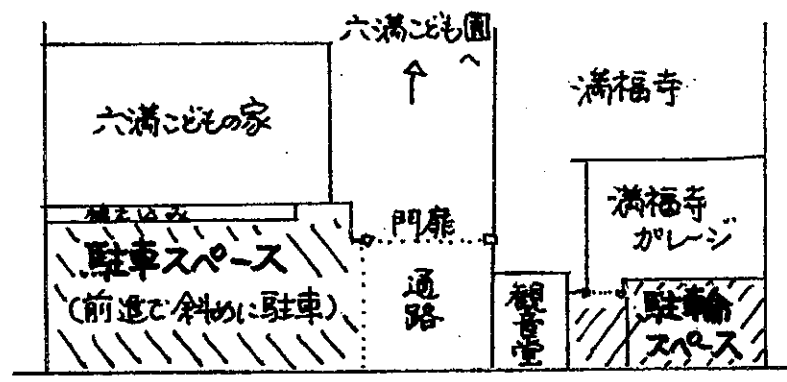 六満こども園
へ
満福寺
六満こどもの家
満福寺
ガレージ
植え込み
門扉
駐車スペース
(前進で斜めに駐車)
通
路
観
音
堂
駐輪
スペース